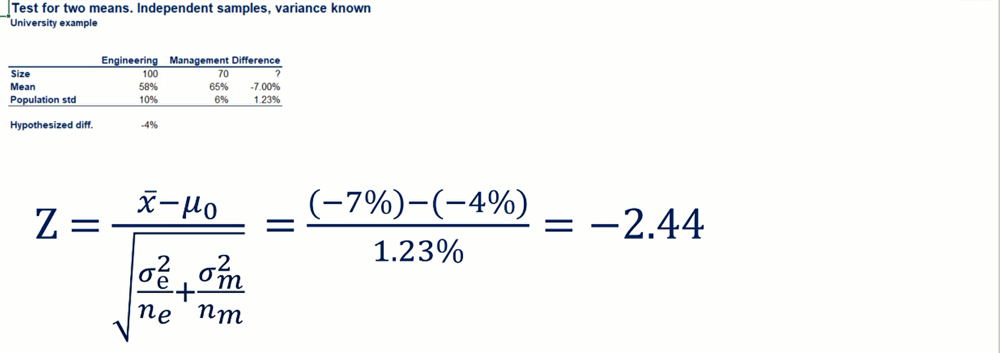 Test for two means. Independent samples, variance known
University example
Engineering Management Difference
Size 100 70 ?
Mean 58% 65% -7.00%
Population std 10% 6% 1.23%
Hypothesized diff. -4%
Z = \frac{\bar{x}-\mu_0}{\sqrt{\frac{\sigma_e^2}{n_e}+\frac{\sigma_m^2}{n_m}}} = \frac{(-7%)-(-4%)}{1.23%} = -2.44